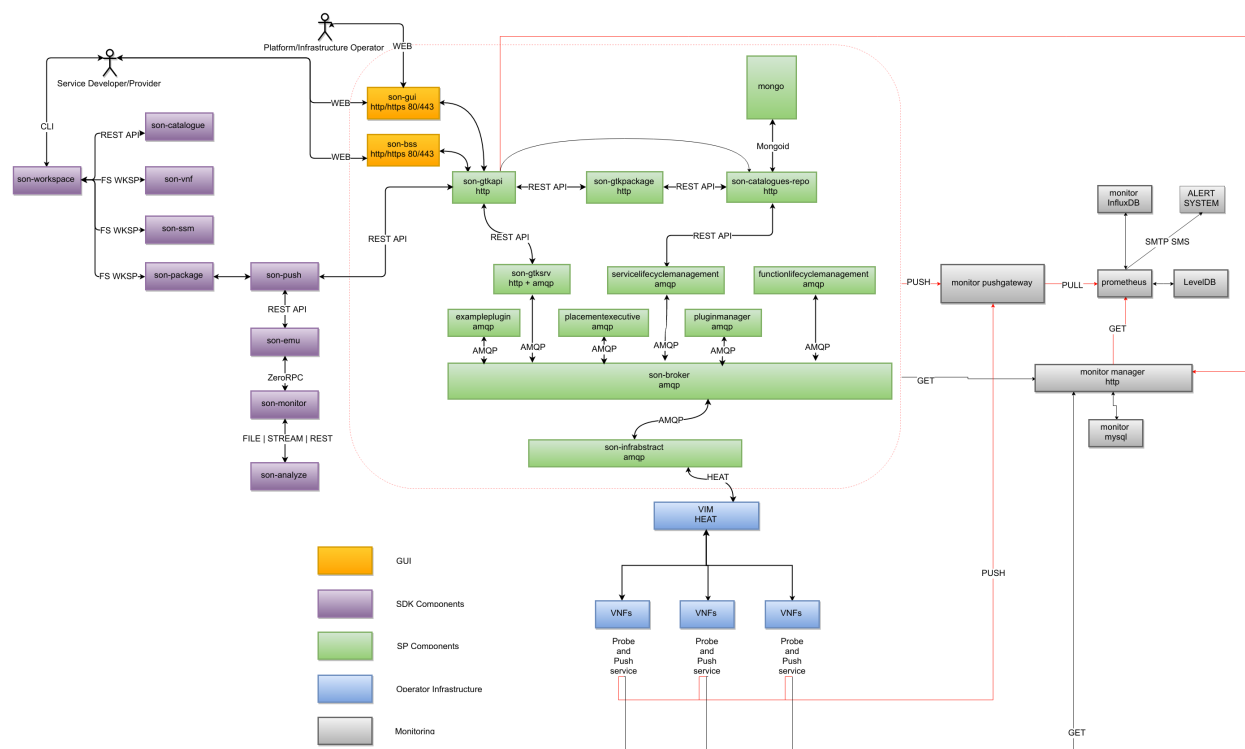 Platform/Infrastructure Operator
WEB
Service Developer/Provider
CLI
son-workspace
REST API
son-catalogue
FS WKSP
son-vnf
FS WKSP
son-ssm
FS WKSP
son-package
son-push
REST API
son-emu
ZeroRPC
son-monitor
FILE | STREAM | REST
son-analyze
WEB
son-gui
http/https 80/443
WEB
son-bss
http/https 80/443
mongo
Mongoid
REST API
son-gtkapi
http
REST API
son-gtkpackage
http
REST API
son-catalogues-repo
http
REST API
REST API
son-gtksrv
http + amqp
servicelifecyclemanagement
amqp
functionlifecyclemanagement
amqp
exampleplugin
amqp
placementexecutive
amqp
pluginmanager
amqp
AMQP
AMQP
AMQP
AMQP
AMQP
AMQP
son-broker
amqp
AMQP
son-infrabstract
amqp
HEAT
VIM
HEAT
VNFs
VNFs
VNFs
Probe
and
Push
service
Probe
and
Push
service
Probe
and
Push
service
PUSH
monitor pushgateway
PULL
prometheus
LevelDB
monitor
InfluxDB
ALERT
SYSTEM
SMTP SMS
GET
GET
monitor manager
http
monitor
mysql
PUSH
GET
GUI
SDK Components
SP Components
Operator Infrastructure
Monitoring